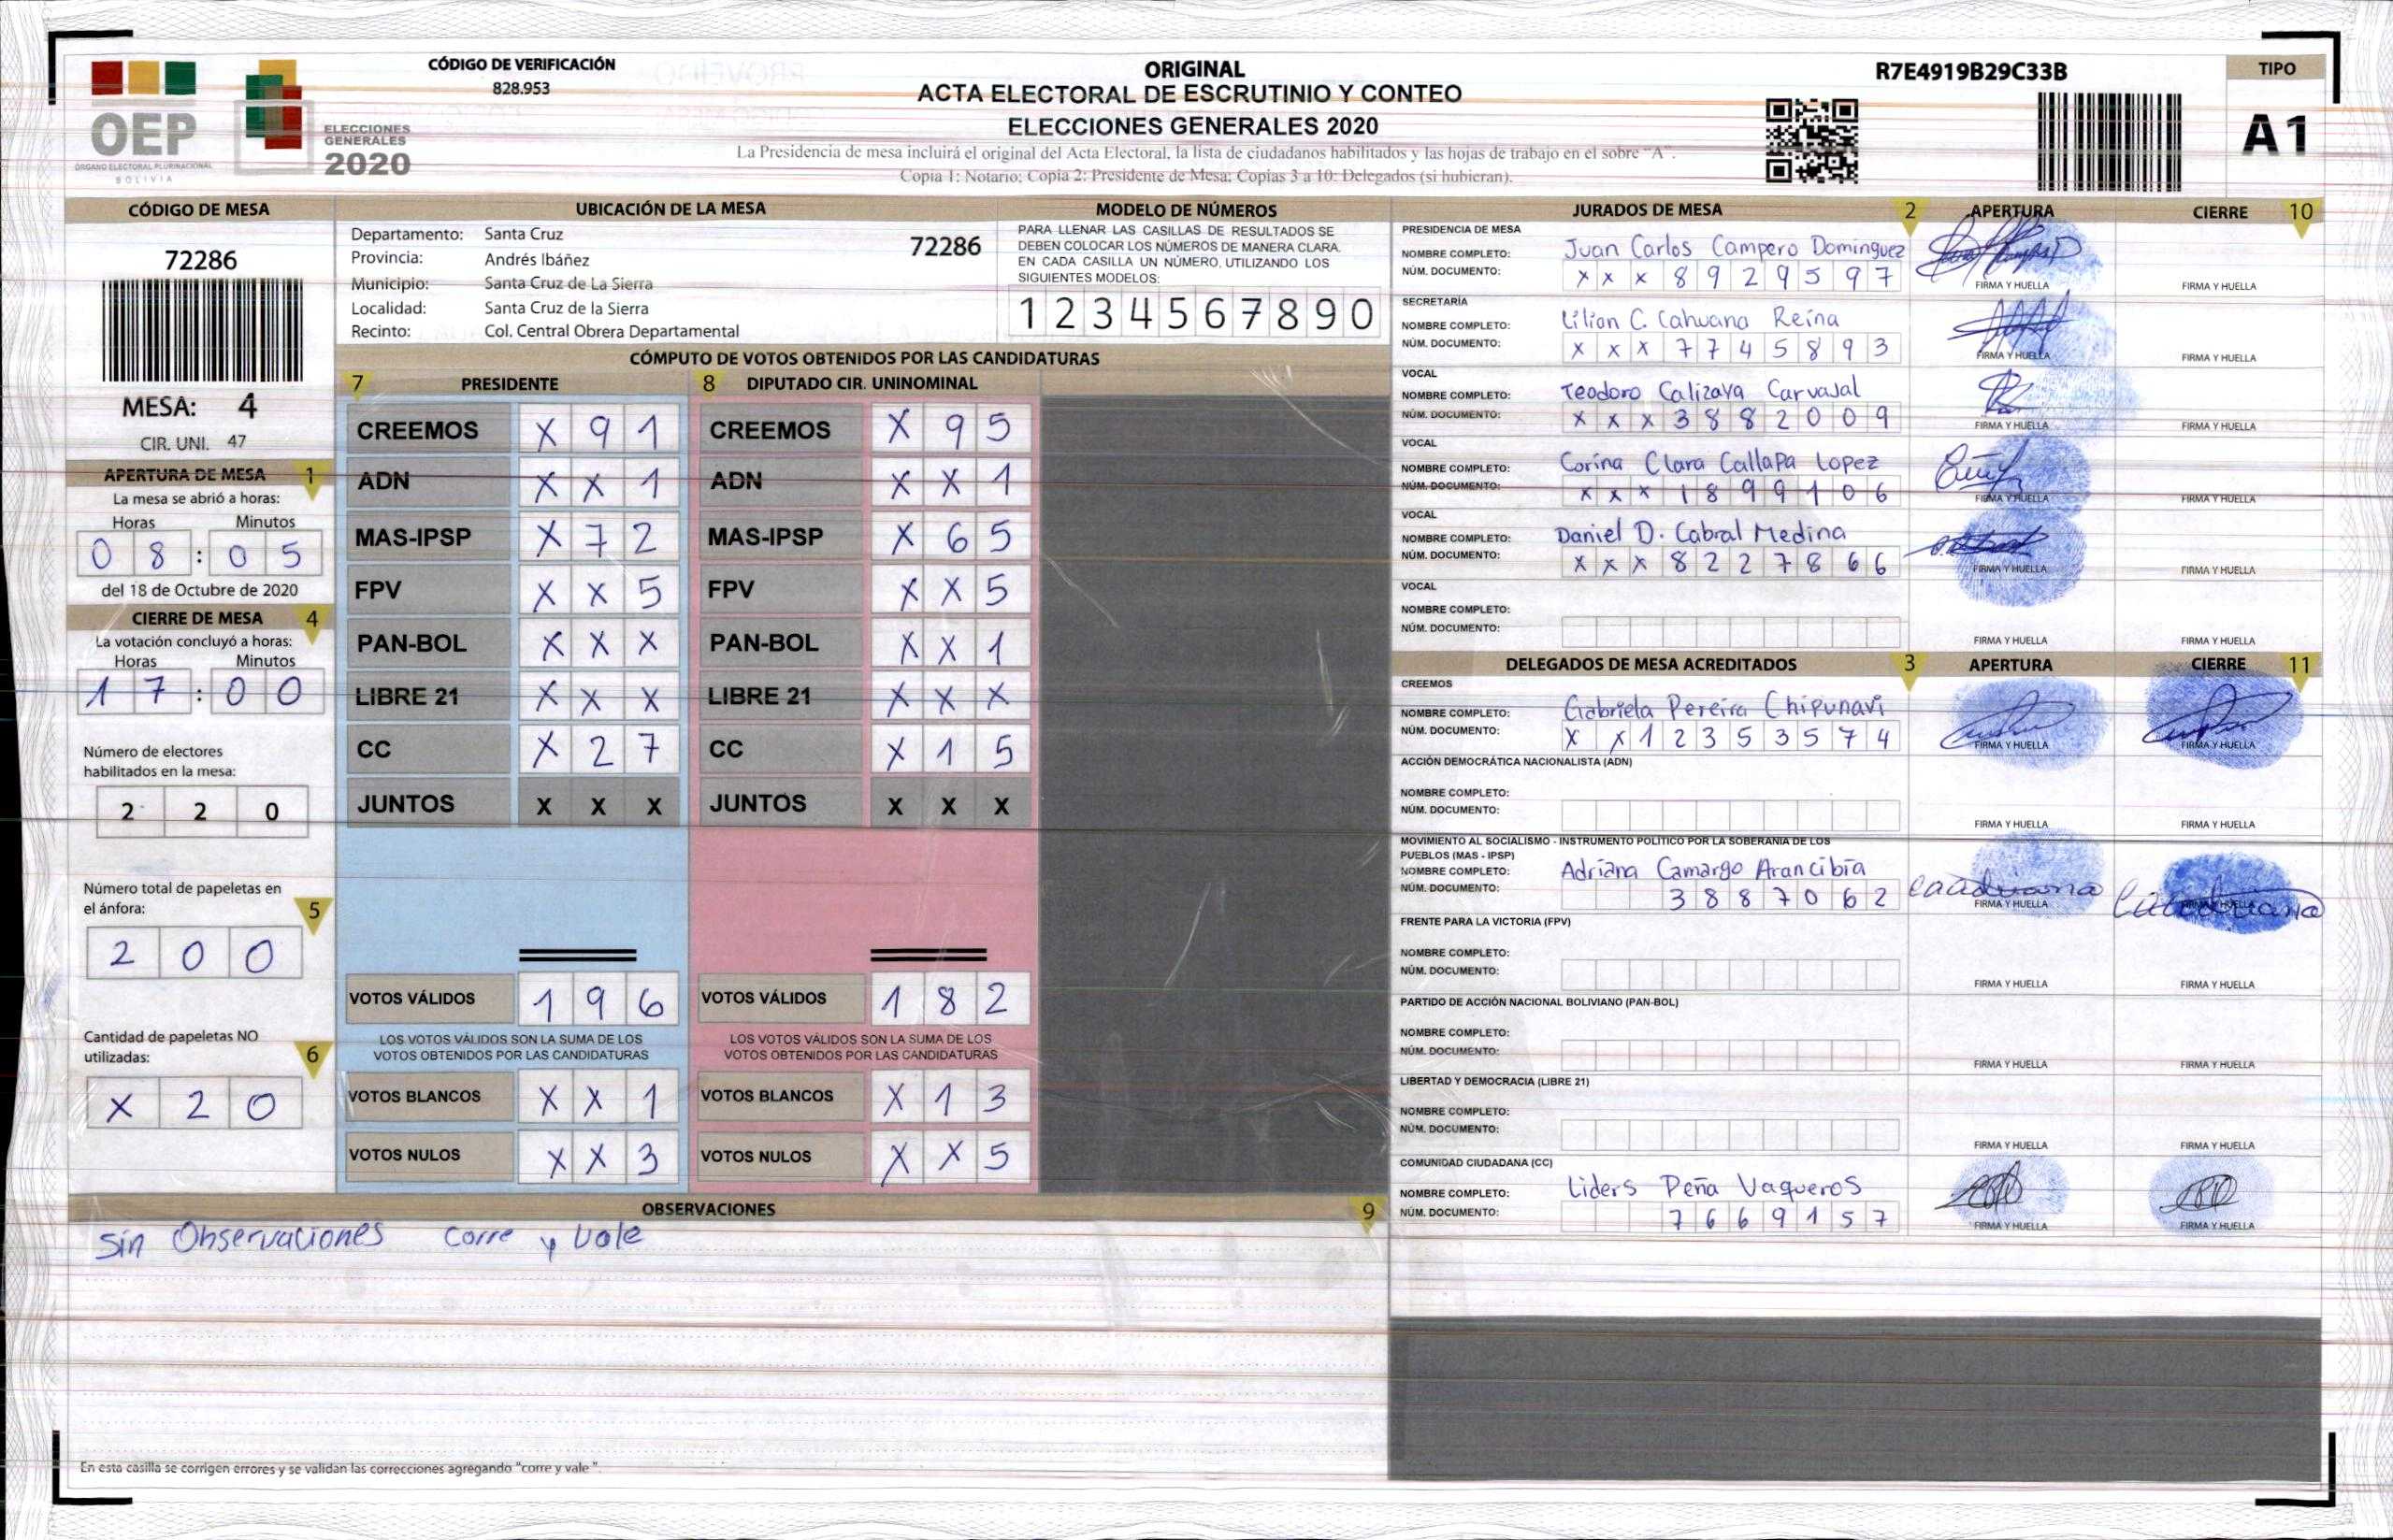 CÓDIGO DE VERIFICACIÓN
828.953
OEP
ÓRGANO ELECTORAL PLURINACIONAL
BOLIVIA
ELECCIONES
GENERALES
2020
ORIGINAL
ACTA ELECTORAL DE ESCRUTINIO Y CONTEO
ELECCIONES GENERALES 2020
La Presidencia de mesa incluirá el original del Acta Electoral, la lista de ciudadanos habilitados y las hojas de trabajo en el sobre "A".
Copia 1: Notario; Copia 2: Presidente de Mesa; Copias 3 a 10: Delegados (si hubieran).
R7E4919B29C33B
TIPO
A1
CÓDIGO DE MESA
72286
MESA: 4
CIR. UNI. 47
APERTURA DE MESA 1
La mesa se abrió a horas:
Horas Minutos
0 8 : 0 5
del 18 de Octubre de 2020
CIERRE DE MESA 4
La votación concluyó a horas:
Horas Minutos
1 7 : 0 0
Número de electores
habilitados en la mesa:
2 2 0
Número total de papeletas en
el ánfora: 5
2 0 0
Cantidad de papeletas NO
utilizadas: 6
X 2 0
UBICACIÓN DE LA MESA
Departamento: Santa Cruz
Provincia: Andrés Ibáñez
Municipio: Santa Cruz de La Sierra
Localidad: Santa Cruz de la Sierra
Recinto: Col. Central Obrera Departamental
72286
MODELO DE NÚMEROS
PARA LLENAR LAS CASILLAS DE RESULTADOS SE
DEBEN COLOCAR LOS NÚMEROS DE MANERA CLARA.
EN CADA CASILLA UN NÚMERO, UTILIZANDO LOS
SIGUIENTES MODELOS:
1 2 3 4 5 6 7 8 9 0
CÓMPUTO DE VOTOS OBTENIDOS POR LAS CANDIDATURAS
7 PRESIDENTE
CREEMOS X 9 1
ADN X X 1
MAS-IPSP X 7 2
FPV X X 5
PAN-BOL X X X
LIBRE 21 X X X
CC X 2 7
JUNTOS X X X
VOTOS VÁLIDOS 1 9 6
LOS VOTOS VÁLIDOS SON LA SUMA DE LOS
VOTOS OBTENIDOS POR LAS CANDIDATURAS
VOTOS BLANCOS X X 1
VOTOS NULOS X X 3
8 DIPUTADO CIR. UNINOMINAL
CREEMOS X 9 5
ADN X X 1
MAS-IPSP X 6 5
FPV X X 5
PAN-BOL X X 1
LIBRE 21 X X X
CC X 1 5
JUNTOS X X X
VOTOS VÁLIDOS 1 8 2
LOS VOTOS VÁLIDOS SON LA SUMA DE LOS
VOTOS OBTENIDOS POR LAS CANDIDATURAS
VOTOS BLANCOS X 1 3
VOTOS NULOS X X 5
OBSERVACIONES 9
Sin Observaciones Corre y Vale
En esta casilla se corrigen errores y se validan las correcciones agregando "corre y vale".
JURADOS DE MESA 2 APERTURA CIERRE 10
PRESIDENCIA DE MESA
NOMBRE COMPLETO: Juan Carlos Campero Dominguez
NÚM. DOCUMENTO: X X X 8 9 2 9 5 9 7
FIRMA Y HUELLA FIRMA Y HUELLA
SECRETARÍA
NOMBRE COMPLETO: Lilian C. Cahuana Reina
NÚM. DOCUMENTO: X X X 7 7 4 5 8 9 3
FIRMA Y HUELLA FIRMA Y HUELLA
VOCAL
NOMBRE COMPLETO: Teodoro Calizaya Carvajal
NÚM. DOCUMENTO: X X X 3 8 8 2 0 0 9
FIRMA Y HUELLA FIRMA Y HUELLA
VOCAL
NOMBRE COMPLETO: Corina Clara Callapa Lopez
NÚM. DOCUMENTO: X X X 1 8 9 9 1 0 6
FIRMA Y HUELLA FIRMA Y HUELLA
VOCAL
NOMBRE COMPLETO: Daniel D. Cabral Medina
NÚM. DOCUMENTO: X X X 8 2 2 7 8 6 6
FIRMA Y HUELLA FIRMA Y HUELLA
VOCAL
NOMBRE COMPLETO:
NÚM. DOCUMENTO:
FIRMA Y HUELLA FIRMA Y HUELLA
DELEGADOS DE MESA ACREDITADOS 3 APERTURA CIERRE 11
CREEMOS
NOMBRE COMPLETO: Gabriela Pereira Chipunavi
NÚM. DOCUMENTO: X X 1 2 3 5 3 5 7 4
FIRMA Y HUELLA FIRMA Y HUELLA
ACCIÓN DEMOCRÁTICA NACIONALISTA (ADN)
NOMBRE COMPLETO:
NÚM. DOCUMENTO:
FIRMA Y HUELLA FIRMA Y HUELLA
MOVIMIENTO AL SOCIALISMO - INSTRUMENTO POLÍTICO POR LA SOBERANÍA DE LOS
PUEBLOS (MAS - IPSP)
NOMBRE COMPLETO: Adriana Camargo Arancibia
NÚM. DOCUMENTO: 3 8 8 7 0 6 2
FIRMA Y HUELLA FIRMA Y HUELLA
FRENTE PARA LA VICTORIA (FPV)
NOMBRE COMPLETO:
NÚM. DOCUMENTO:
FIRMA Y HUELLA FIRMA Y HUELLA
PARTIDO DE ACCIÓN NACIONAL BOLIVIANO (PAN-BOL)
NOMBRE COMPLETO:
NÚM. DOCUMENTO:
FIRMA Y HUELLA FIRMA Y HUELLA
LIBERTAD Y DEMOCRACIA (LIBRE 21)
NOMBRE COMPLETO:
NÚM. DOCUMENTO:
FIRMA Y HUELLA FIRMA Y HUELLA
COMUNIDAD CIUDADANA (CC)
NOMBRE COMPLETO: Liders Peña Vaqueros
NÚM. DOCUMENTO: 7 6 6 9 1 5 7
FIRMA Y HUELLA FIRMA Y HUELLA